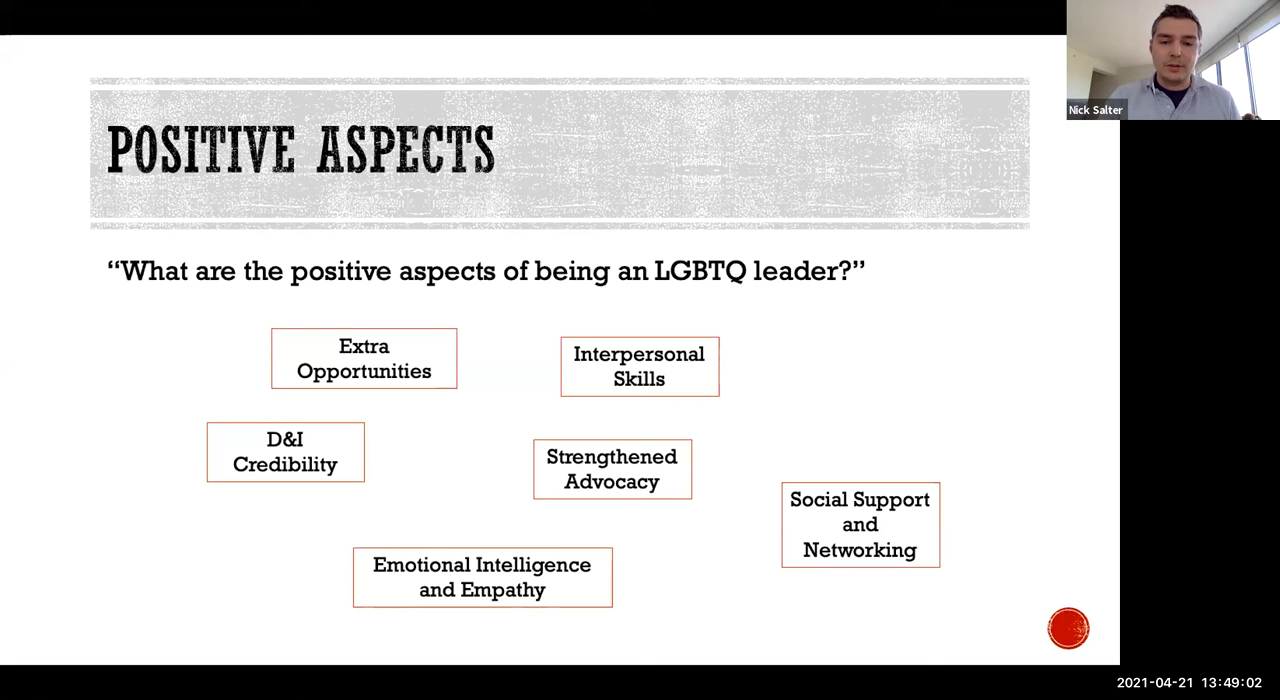 Nick Salter
POSITIVE ASPECTS
“What are the positive aspects of being an LGBTQ leader?”
Extra
Opportunities
Interpersonal
Skills
D&I
Credibility
Strengthened
Advocacy
Social Support
and
Networking
Emotional Intelligence
and Empathy
2021-04-21 13:49:02